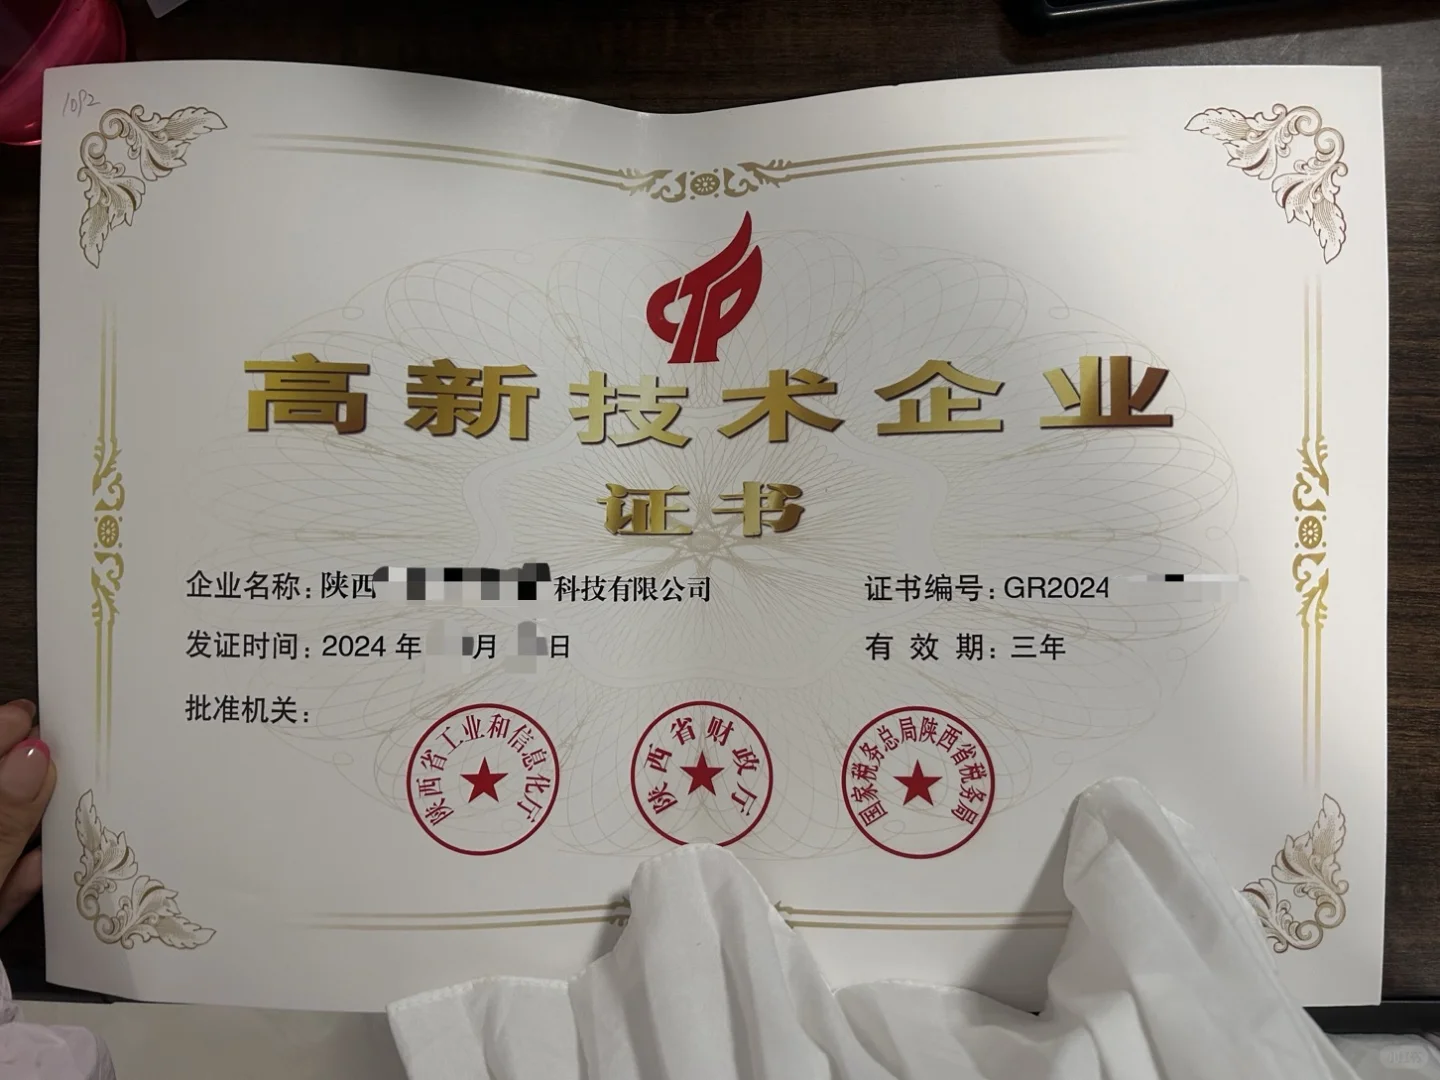 1092
高新技术企业
证书
企业名称：陕西 科技有限公司
证书编号：GR2024
发证时间：2024 年 月 日
有效期：三年
批准机关：
陕西省工业和信息化厅
陕西省财政厅
国家税务总局陕西省税务局